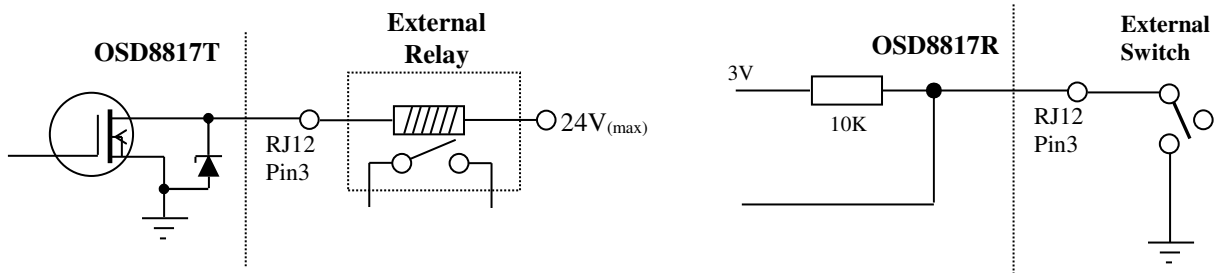 OSD8817T
External
Relay
RJ12
Pin3
24V(max)
OSD8817R
External
Switch
3V
10K
RJ12
Pin3